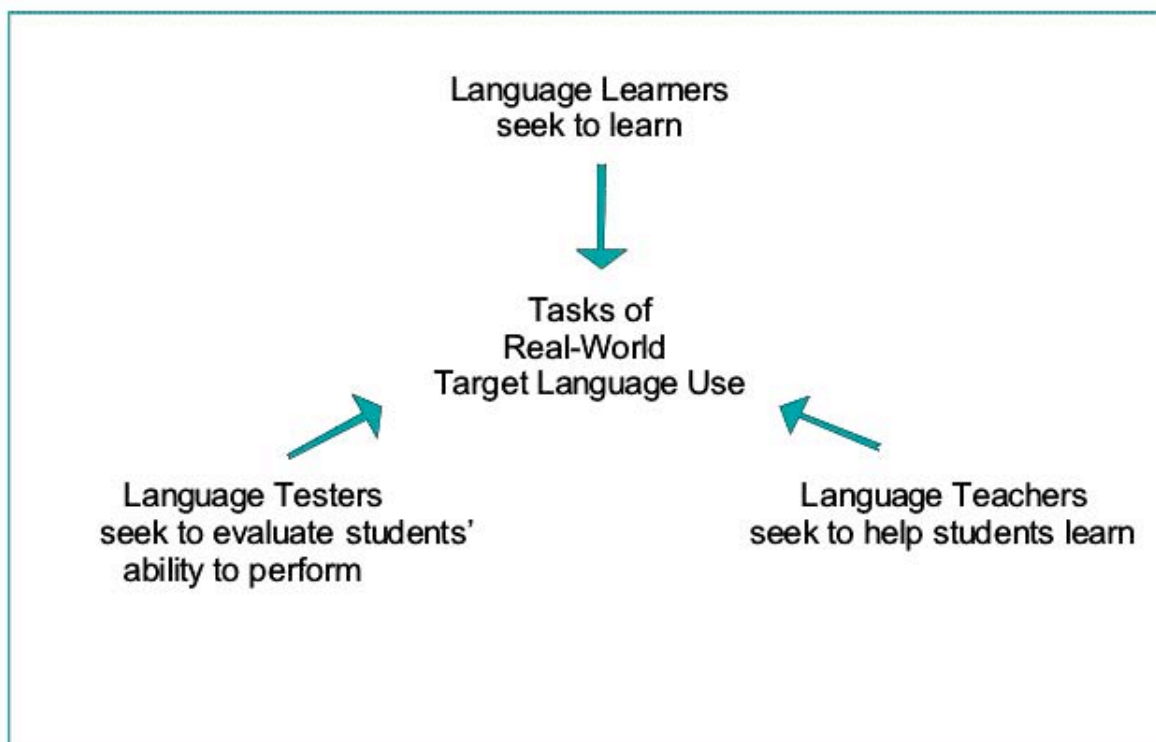 Language Learners
seek to learn
Tasks of
Real-World
Target Language Use
Language Testers
seek to evaluate students’
ability to perform
Language Teachers
seek to help students learn